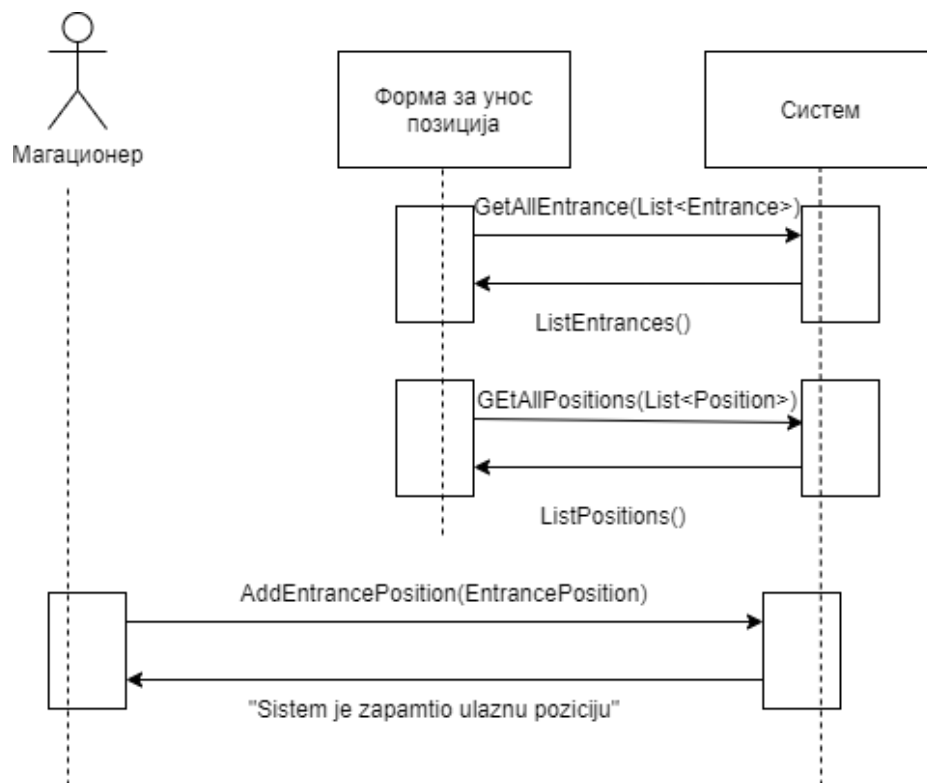 Магационер
Форма за унос
позиција
Систем
GetAllEntrance(List<Entrance>)
ListEntrances()
GEtAllPositions(List<Position>)
ListPositions()
AddEntrancePosition(EntrancePosition)
"Sistem je zapamtio ulaznu poziciju"